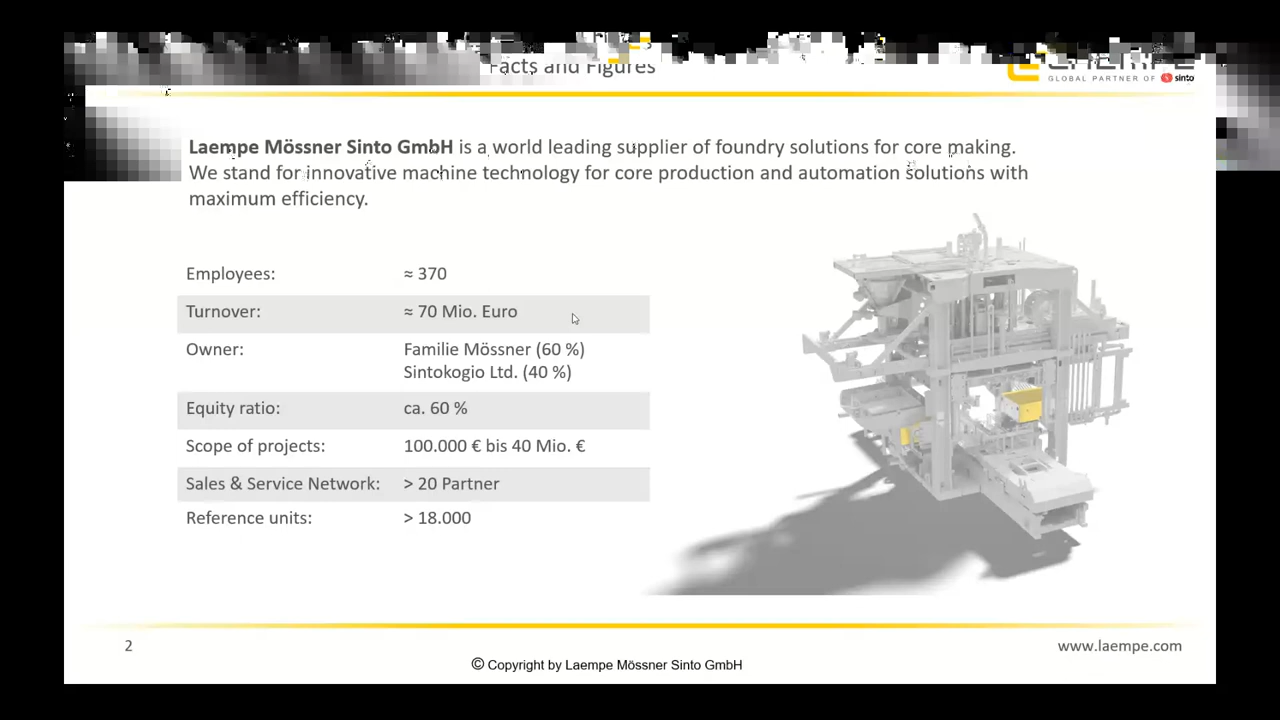 Facts and Figures
GLOBAL PARTNER OF sinto
Laempe Mössner Sinto GmbH is a world leading supplier of foundry solutions for core making.
We stand for innovative machine technology for core production and automation solutions with
maximum efficiency.
Employees: ≈ 370
Turnover: ≈ 70 Mio. Euro
Owner: Familie Mössner (60 %)
Sintokogio Ltd. (40 %)
Equity ratio: ca. 60 %
Scope of projects: 100.000 € bis 40 Mio. €
Sales & Service Network: > 20 Partner
Reference units: > 18.000
2
www.laempe.com
© Copyright by Laempe Mössner Sinto GmbH